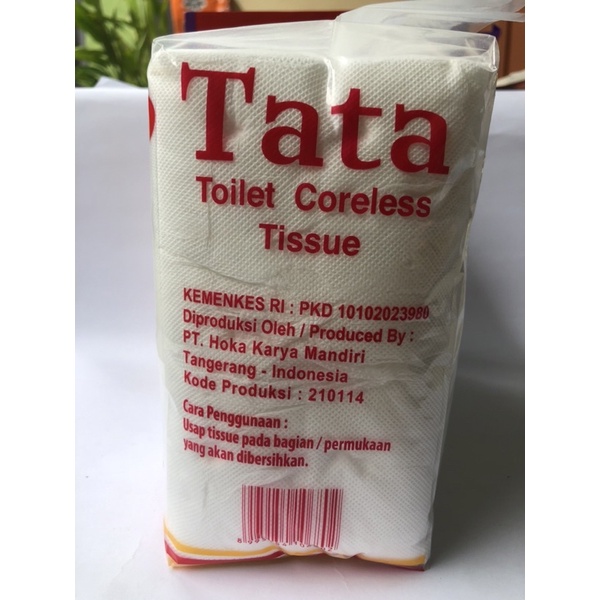 Tata
Toilet Coreless
Tissue
KEMENKES RI : PKD 10102023980
Diproduksi Oleh / Produced By :
PT. Hoka Karya Mandiri
Tangerang - Indonesia
Kode Produksi : 210114
Cara Penggunaan :
Usap tissue pada bagian / permukaan
yang akan dibersihkan.